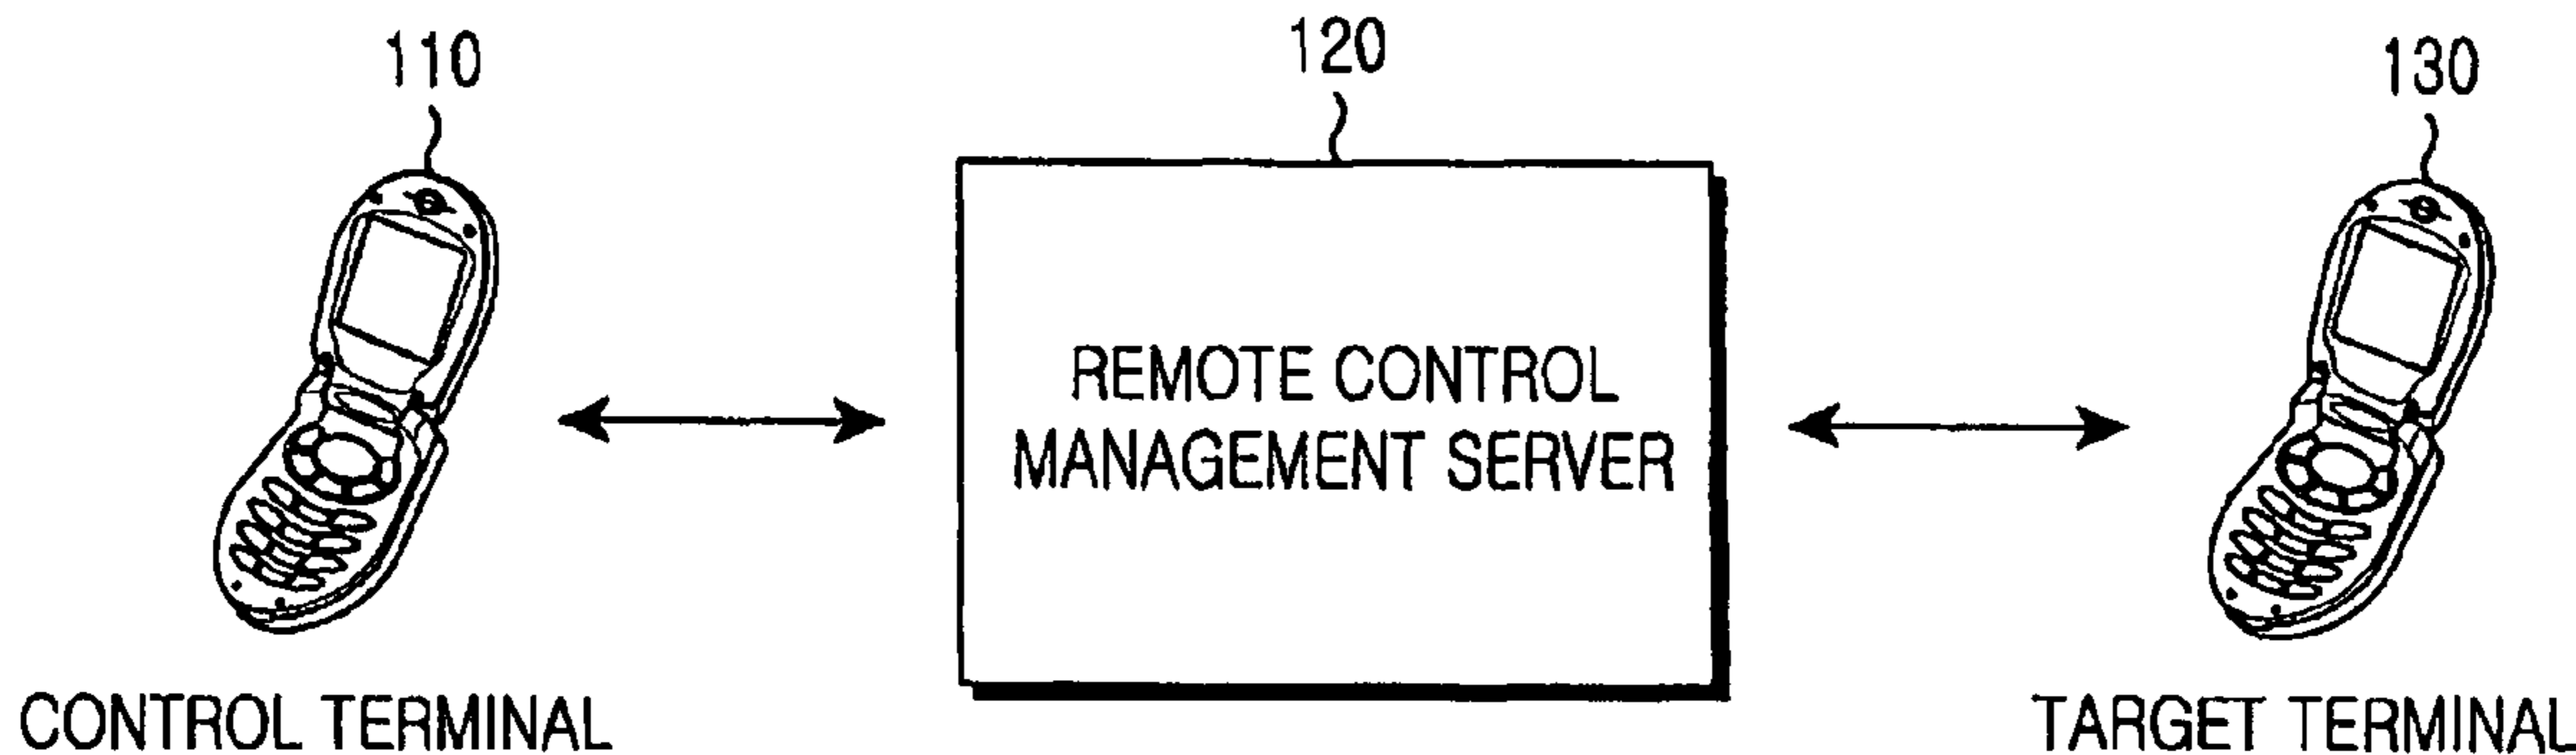 110
120
130
REMOTE CONTROL
MANAGEMENT SERVER
CONTROL TERMINAL
TARGET TERMINAL